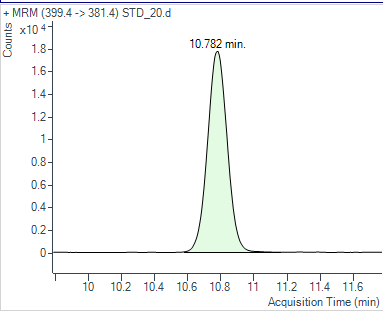 + MRM (399.4 -> 381.4) STD_20.d
Counts
x10 4
10.782 min.
1.8
1.6
1.4
1.2
1
0.8
0.6
0.4
0.2
0
10 10.2 10.4 10.6 10.8 11 11.2 11.4 11.6
Acquisition Time (min)